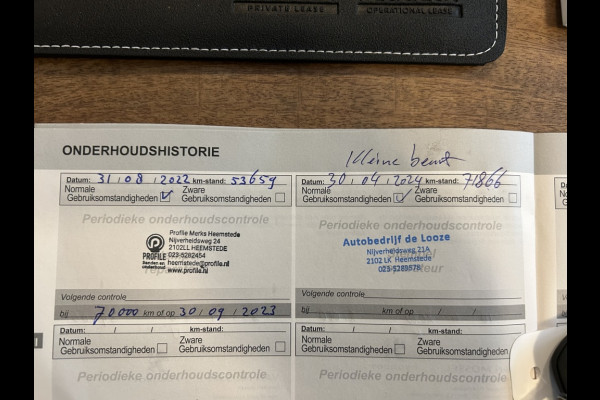 PRIVATE LEASE
OPERATIONAL LEASE
ONDERHOUDSHISTORIE
Kleine beurt
Datum: 31 / 08 / 2022 km-stand: 53659
Normale Gebruiksomstandigheden ☑ Zware Gebruiksomstandigheden ☐
Periodieke onderhoudscontrole
Profile Merks Heemstede
Nijverheidsweg 24
2102LL HEEMSTEDE
023-5282454
heemstede@profile.nl
www.profile.nl
PROFILE
Banden en onderhoud
Volgende controle
bij 70000 km of op 30 / 09 / 2023
Datum: 30 / 04 / 2024 km-stand: 71866
Normale Gebruiksomstandigheden ☑ Zware Gebruiksomstandigheden ☐
Periodieke onderhoudscontrole
Autobedrijf de Looze
Nijverheidsweg 21A
2102 LK Heemstede
023-5289578
Volgende controle
bij km of op / /
Datum: / / km-stand:
Normale Gebruiksomstandigheden ☐ Zware Gebruiksomstandigheden ☐
Periodieke onderhoudscontrole
Datum: / / km-stand:
Normale Gebruiksomstandigheden ☐ Zware Gebruiksomstandigheden ☐
Periodieke onderhoudscontrole